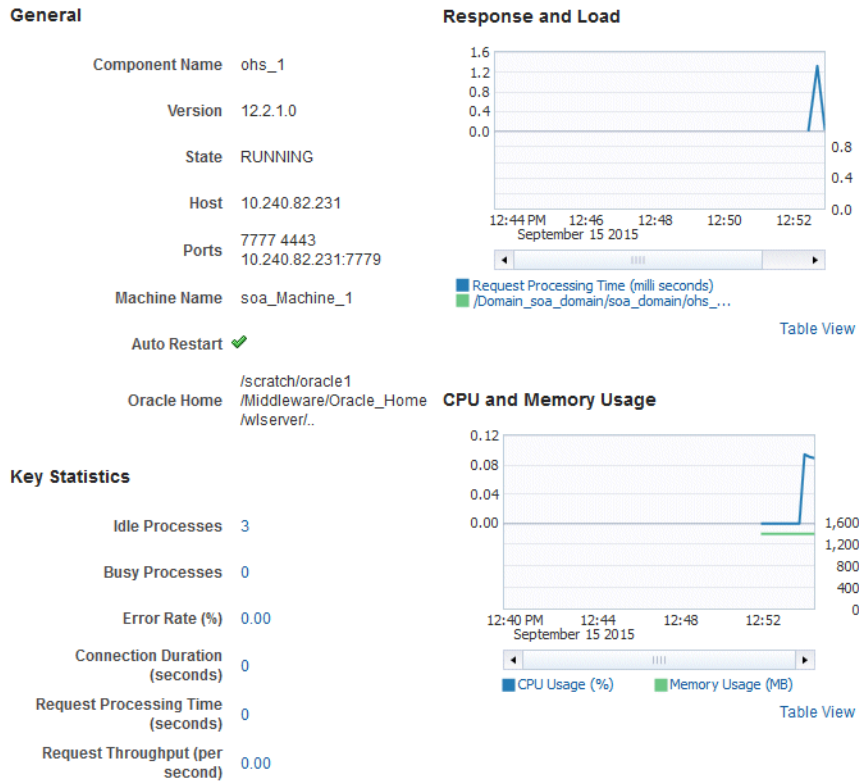 General
Component Name ohs_1
Version 12.2.1.0
State RUNNING
Host 10.240.82.231
Ports 7777 4443
10.240.82.231:7779
Machine Name soa_Machine_1
Auto Restart
Oracle Home /scratch/oracle1
/Middleware/Oracle_Home
/wlserver/..
Key Statistics
Idle Processes 3
Busy Processes 0
Error Rate (%) 0.00
Connection Duration
(seconds) 0
Request Processing Time
(seconds) 0
Request Throughput (per
second) 0.00
Response and Load
1.6
1.2
0.8
0.4
0.0
0.8
0.4
0.0
12:44 PM 12:46 12:48 12:50 12:52
September 15 2015
Request Processing Time (milli seconds)
/Domain_soa_domain/soa_domain/ohs_...
Table View
CPU and Memory Usage
0.12
0.08
0.04
0.00
1,600
1,200
800
400
0
12:40 PM 12:44 12:48 12:52
September 15 2015
CPU Usage (%) Memory Usage (MB)
Table View